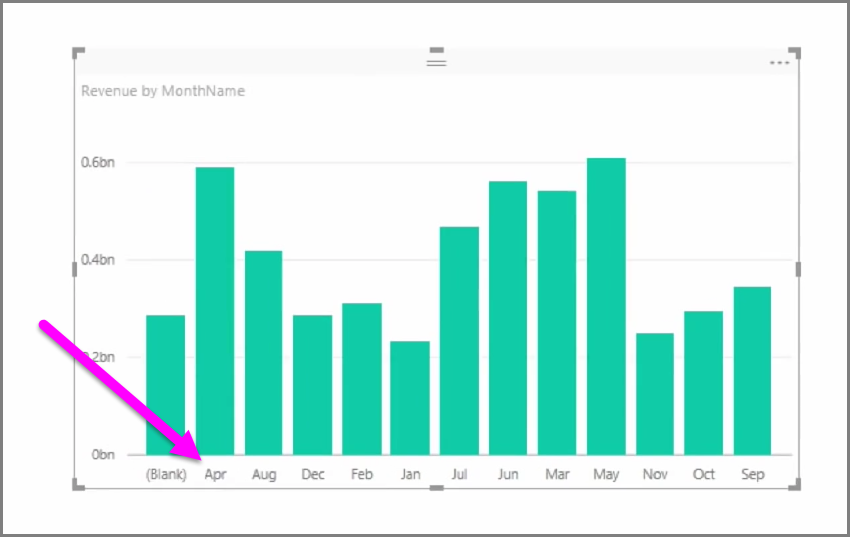 Revenue by MonthName
0.6bn
0.4bn
0.2bn
0bn
(Blank) Apr Aug Dec Feb Jan Jul Jun Mar May Nov Oct Sep